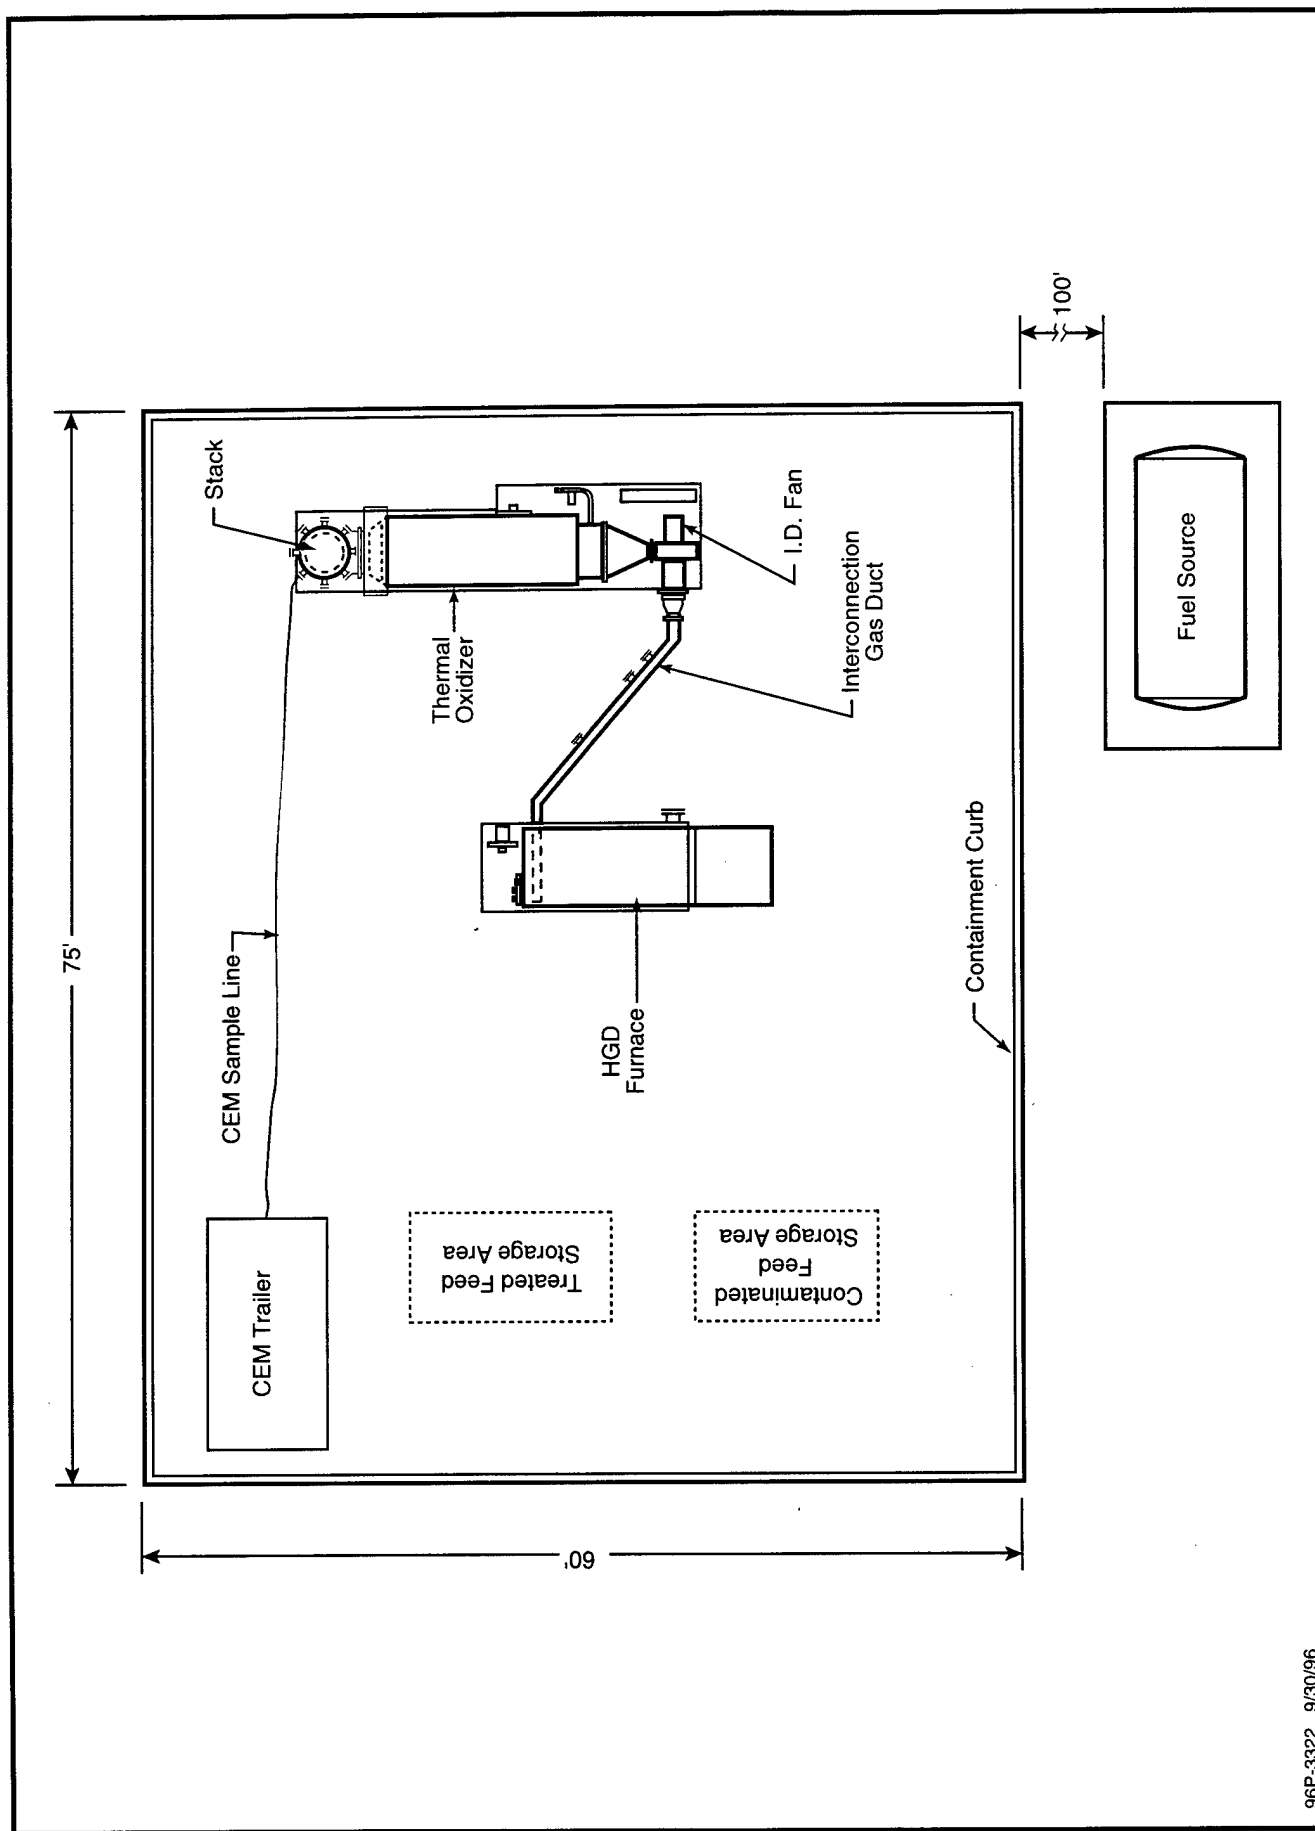 75'
60'
100'
Stack
CEM Sample Line
CEM Trailer
Thermal
Oxidizer
I.D. Fan
Interconnection
Gas Duct
HGD
Furnace
Treated Feed
Storage Area
Contaminated
Feed
Storage Area
Containment Curb
Fuel Source
96P-3322 9/30/96